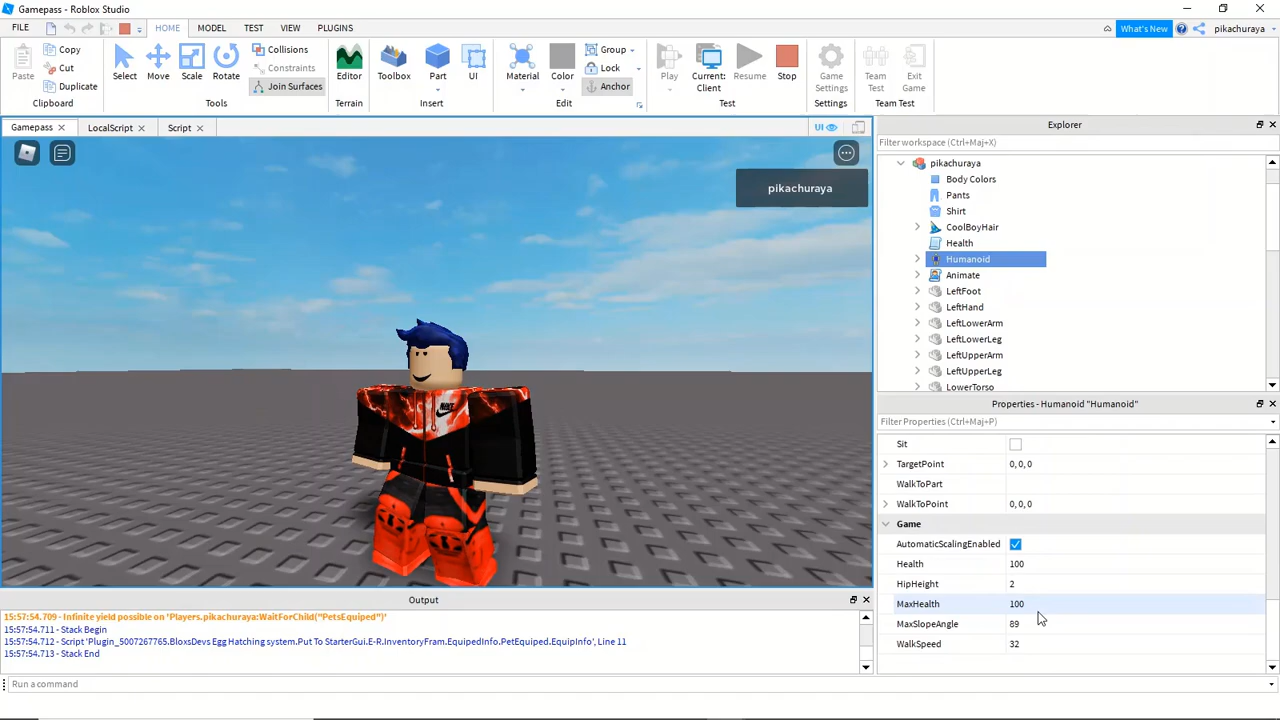 Gamepass - Roblox Studio
FILE HOME MODEL TEST VIEW PLUGINS What's New pikachuraya
Paste Copy Cut Duplicate Clipboard
Select Move Scale Rotate Collisions Constraints Join Surfaces Tools
Editor Terrain
Toolbox Part UI Insert
Material Color Group Lock Anchor Edit
Play Current: Client Resume Stop Test
Game Settings Settings
Team Test Exit Game Team Test
Gamepass LocalScript Script UI
pikachuraya
NIKE
Explorer
Filter workspace (Ctrl+Maj+X)
pikachuraya
Body Colors
Pants
Shirt
CoolBoyHair
Health
Humanoid
Animate
LeftFoot
LeftHand
LeftLowerArm
LeftLowerLeg
LeftUpperArm
LeftUpperLeg
LowerTorso
Properties - Humanoid "Humanoid"
Filter Properties (Ctrl+Maj+P)
Sit
TargetPoint 0, 0, 0
WalkToPart
WalkToPoint 0, 0, 0
Game
AutomaticScalingEnabled
Health 100
HipHeight 2
MaxHealth 100
MaxSlopeAngle 89
WalkSpeed 32
Output
15:57:54.709 - Infinite yield possible on 'Players.pikachuraya:WaitForChild("PetsEquiped")'
15:57:54.711 - Stack Begin
15:57:54.712 - Script 'Plugin_5007267765.BloxsDevs Egg Hatching system.Put To StarterGui.E-R.InventoryFram.EquipedInfo.PetEquiped.EquipInfo', Line 11
15:57:54.713 - Stack End
Run a command